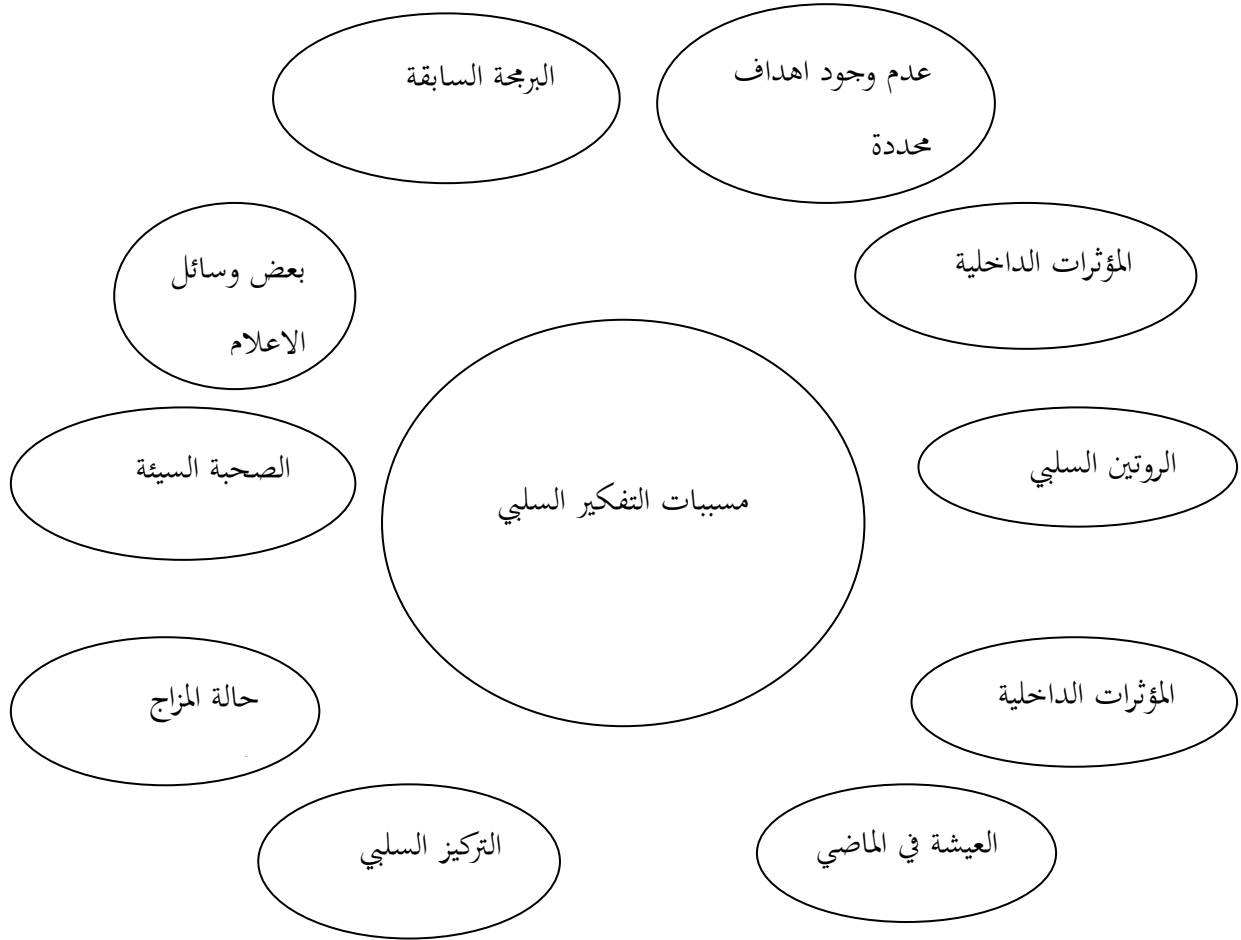 عدم وجود اهداف
محددة
البرمجة السابقة
المؤثرات الداخلية
بعض وسائل
الاعلام
الروتين السلبي
الصحبة السيئة
مسببات التفكير السلبي
المؤثرات الداخلية
حالة المزاج
العيشة في الماضي
التركيز السلبي